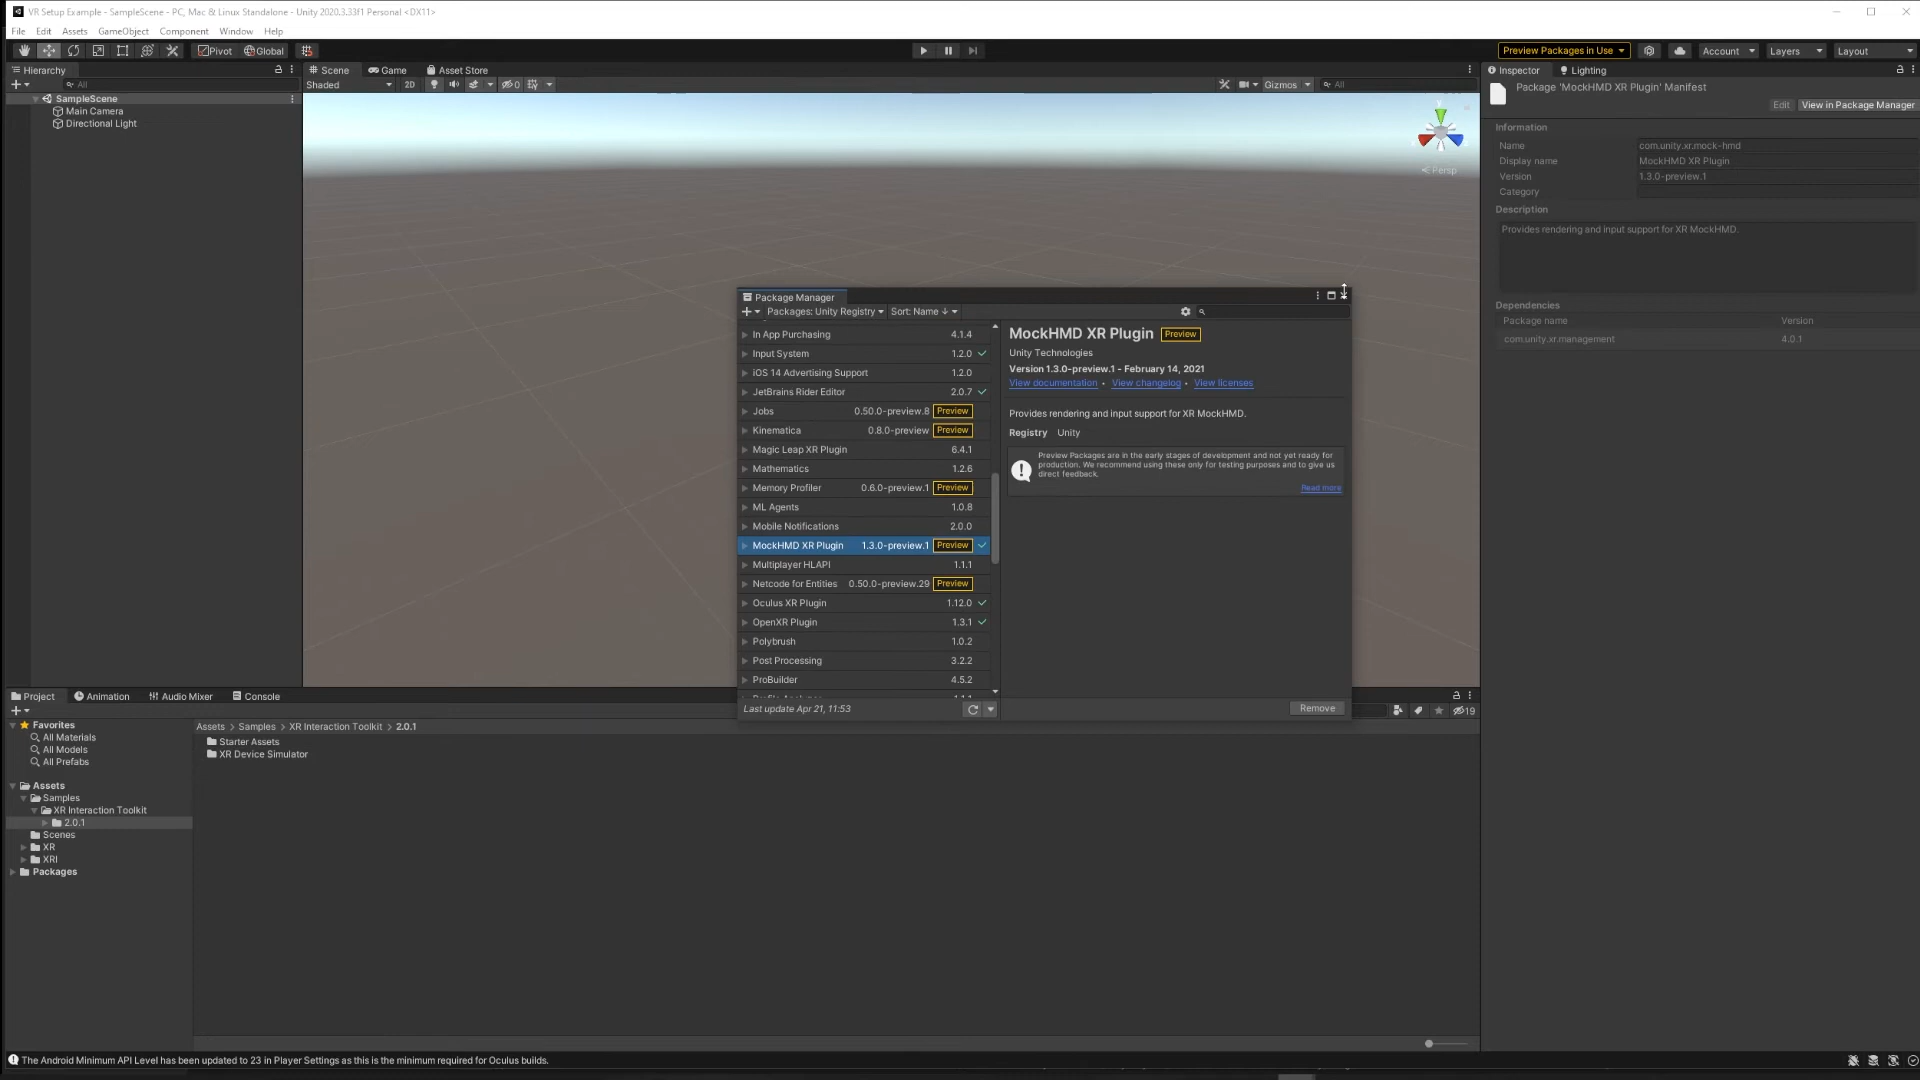 VR Setup Example - SampleScene - PC, Mac & Linux Standalone - Unity 2020.3.33f1 Personal <DX11>
File Edit Assets GameObject Component Window Help
Pivot Global Preview Packages in Use Account Layers Layout
Hierarchy
All
SampleScene
Main Camera
Directional Light
Scene Game Asset Store
Shaded 2D 0 Gizmos All
y
Persp
Inspector Lighting
Package 'MockHMD XR Plugin' Manifest
Edit View in Package Manager
Information
Name com.unity.xr.mock-hmd
Display name MockHMD XR Plugin
Version 1.3.0-preview.1
Category
Description
Provides rendering and input support for XR MockHMD.
Dependencies
Package name Version
com.unity.xr.management 4.0.1
Package Manager
Packages: Unity Registry Sort: Name ↓
In App Purchasing 4.1.4
Input System 1.2.0
iOS 14 Advertising Support 1.2.0
JetBrains Rider Editor 2.0.7
Jobs 0.50.0-preview.8 Preview
Kinematica 0.8.0-preview Preview
Magic Leap XR Plugin 6.4.1
Mathematics 1.2.6
Memory Profiler 0.6.0-preview.1 Preview
ML Agents 1.0.8
Mobile Notifications 2.0.0
MockHMD XR Plugin 1.3.0-preview.1 Preview
Multiplayer HLAPI 1.1.1
Netcode for Entities 0.50.0-preview.29 Preview
Oculus XR Plugin 1.12.0
OpenXR Plugin 1.3.1
Polybrush 1.0.2
Post Processing 3.2.2
ProBuilder 4.5.2
Last update Apr 21, 11:53
MockHMD XR Plugin Preview
Unity Technologies
Version 1.3.0-preview.1 - February 14, 2021
View documentation • View changelog • View licenses
Provides rendering and input support for XR MockHMD.
Registry Unity
Preview Packages are in the early stages of development and not yet ready for
production. We recommend using these only for testing purposes and to give us
direct feedback.
Read more
Remove
Project Animation Audio Mixer Console
19
Favorites
All Materials
All Models
All Prefabs
Assets
Samples
XR Interaction Toolkit
2.0.1
Scenes
XR
XRI
Packages
Assets > Samples > XR Interaction Toolkit > 2.0.1
Starter Assets
XR Device Simulator
The Android Minimum API Level has been updated to 23 in Player Settings as this is the minimum required for Oculus builds.